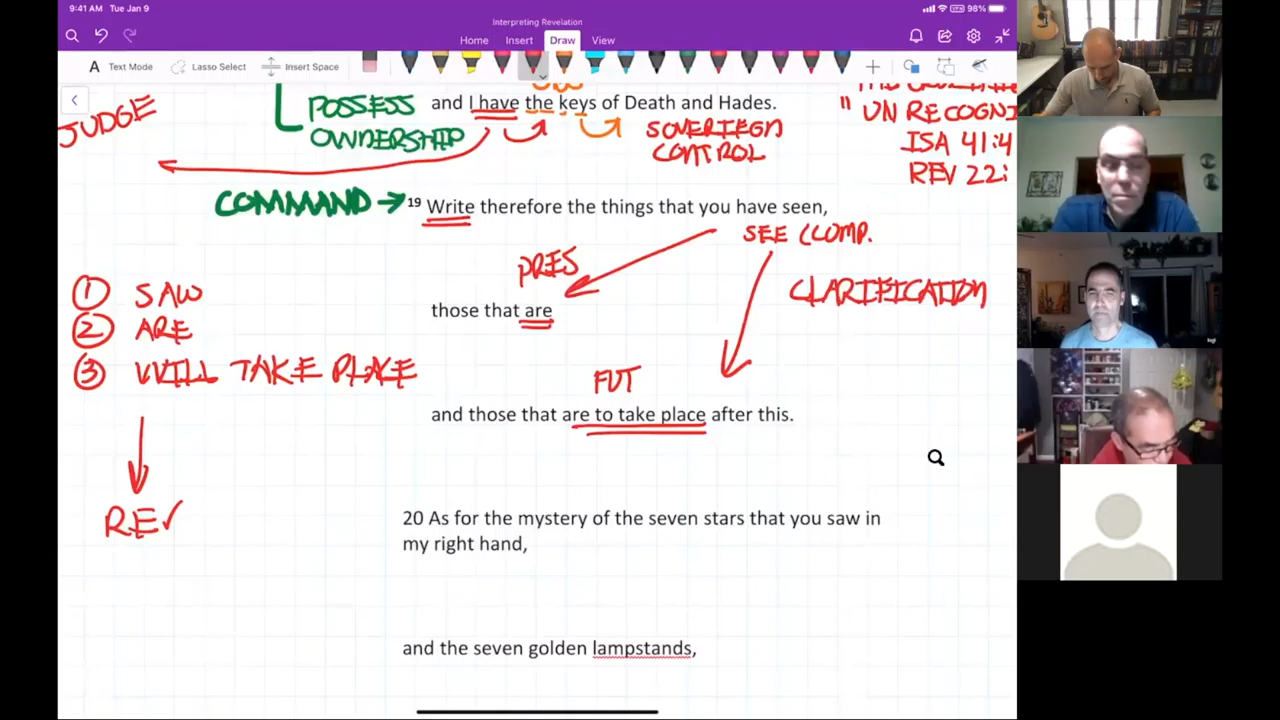 9:41 AM Tue Jan 9
98%
Interpreting Revelation
Home Insert Draw View
A Text Mode Lasso Select Insert Space
JUDGE
POSSESS
OWNERSHIP
and I have the keys of Death and Hades.
SOVERIEGN
CONTROL
" UN RECOGNI
ISA 41:4
REV 22:
COMMAND → 19 Write therefore the things that you have seen,
SEE (COMP.
PRES
CLARIFICATION
those that are
① SAW
② ARE
③ WILL TAKE PLACE
FUT
and those that are to take place after this.
REV
20 As for the mystery of the seven stars that you saw in
my right hand,
and the seven golden lampstands,